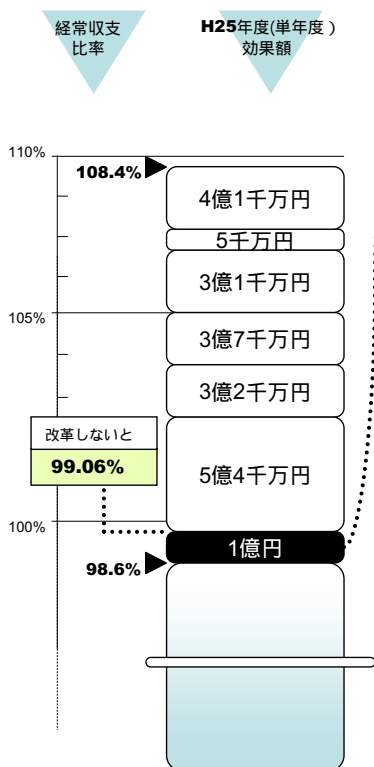 経常収支
比率
H25年度(単年度)
効果額
110%
108.4%
4億1千万円
5千万円
3億1千万円
105%
3億7千万円
3億2千万円
改革しないと
99.06%
5億4千万円
100%
1億円
98.6%